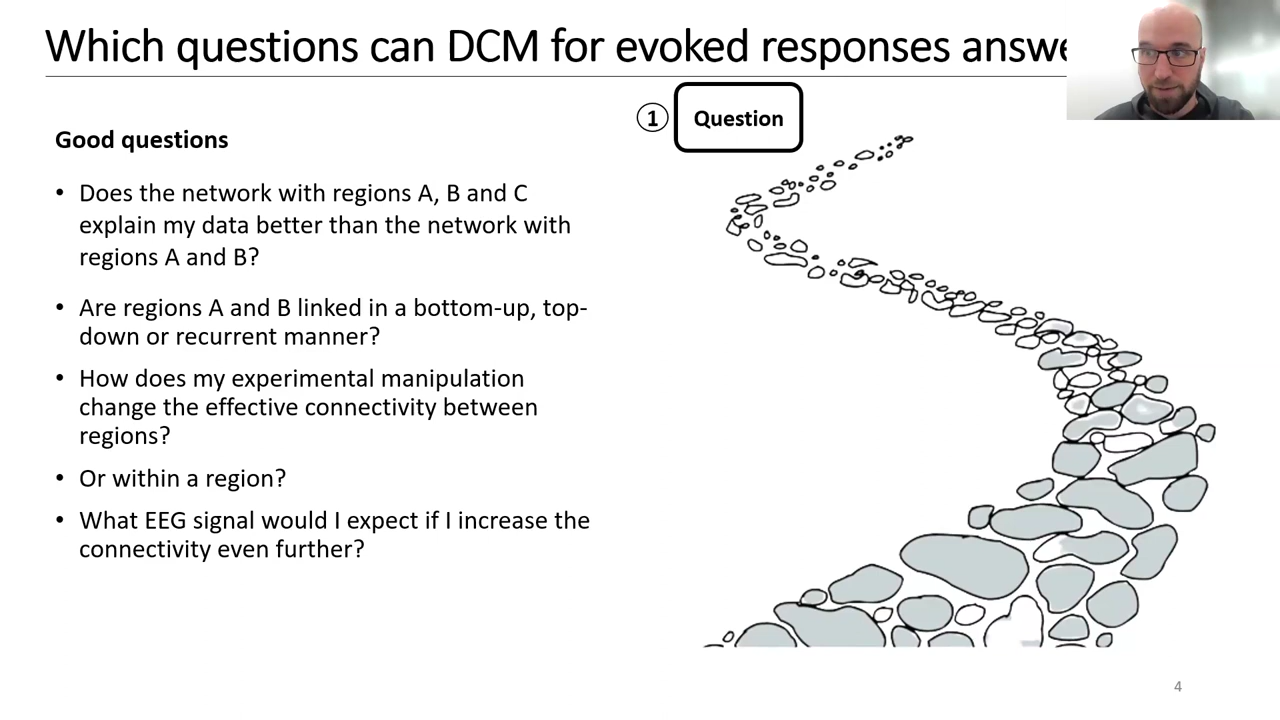 Which questions can DCM for evoked responses answe
① Question
Good questions
• Does the network with regions A, B and C
explain my data better than the network with
regions A and B?
• Are regions A and B linked in a bottom-up, top-
down or recurrent manner?
• How does my experimental manipulation
change the effective connectivity between
regions?
• Or within a region?
• What EEG signal would I expect if I increase the
connectivity even further?
4